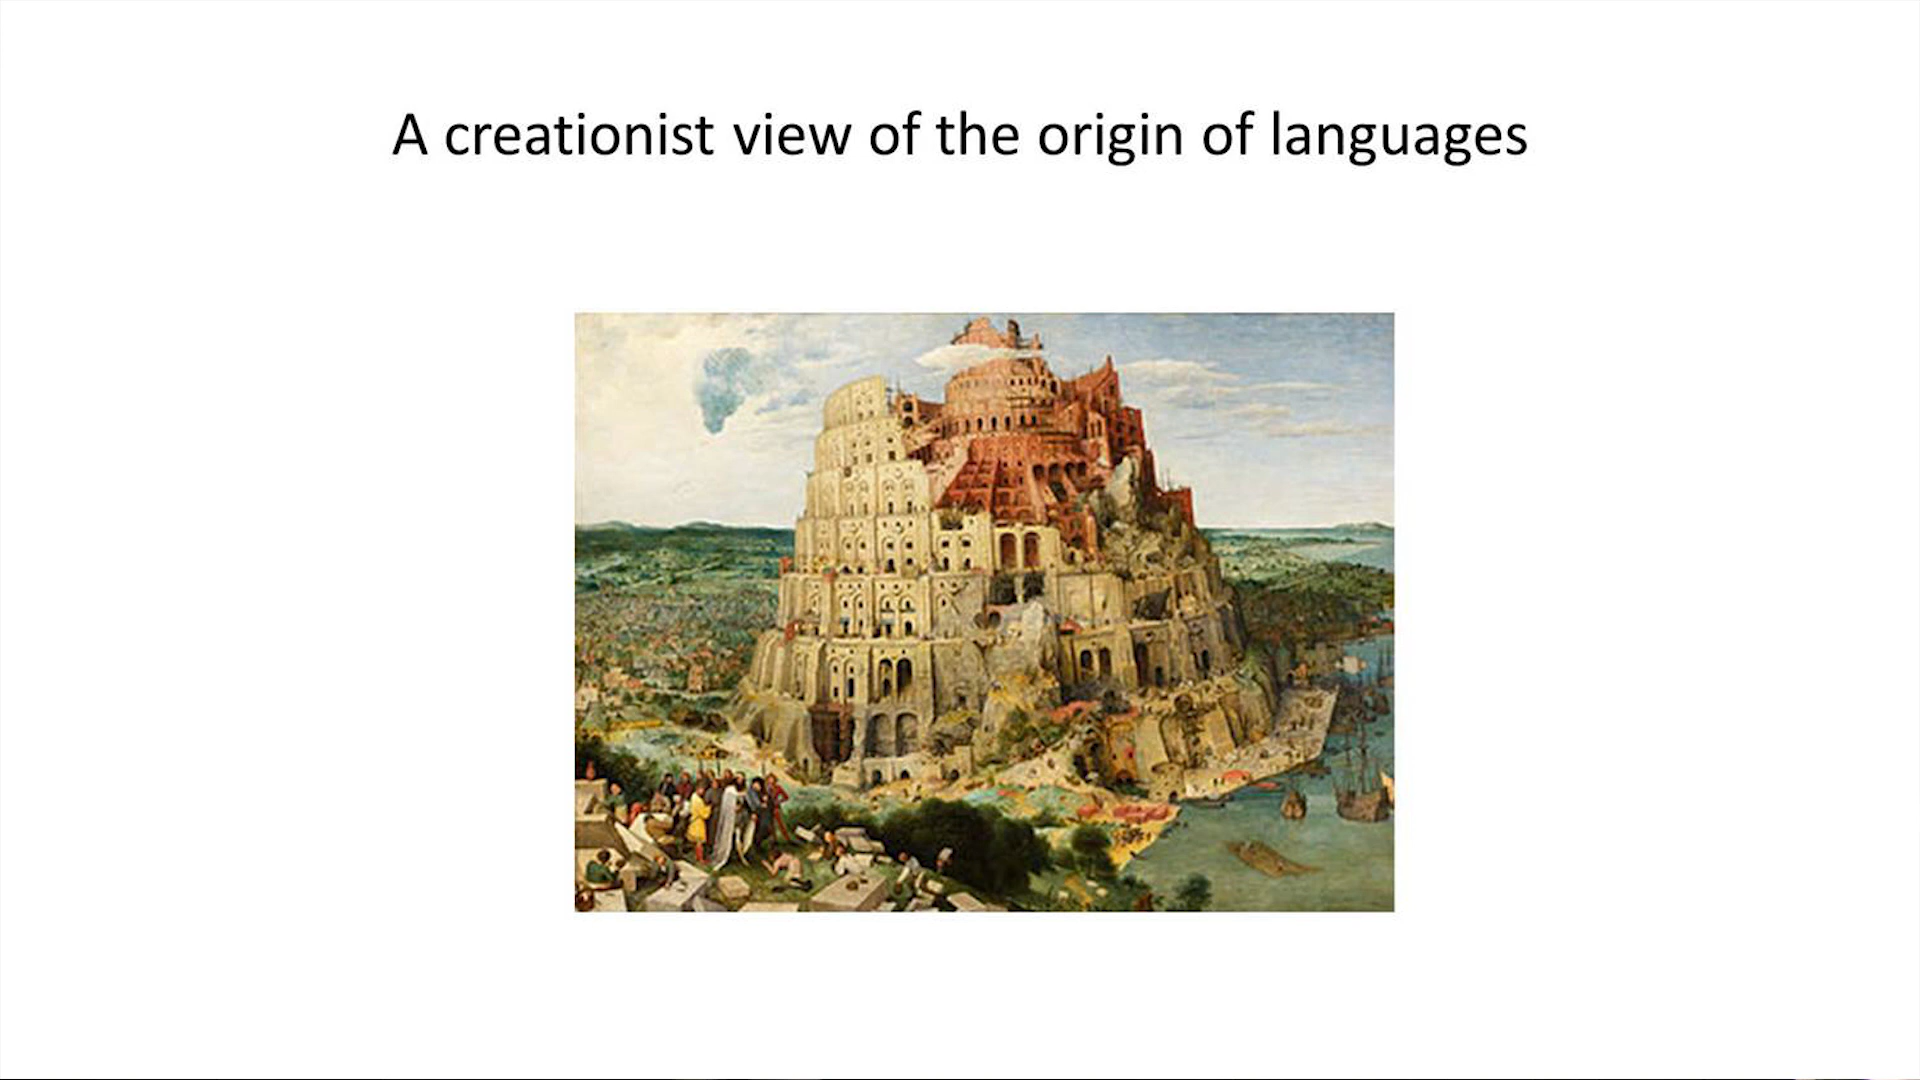 A creationist view of the origin of languages